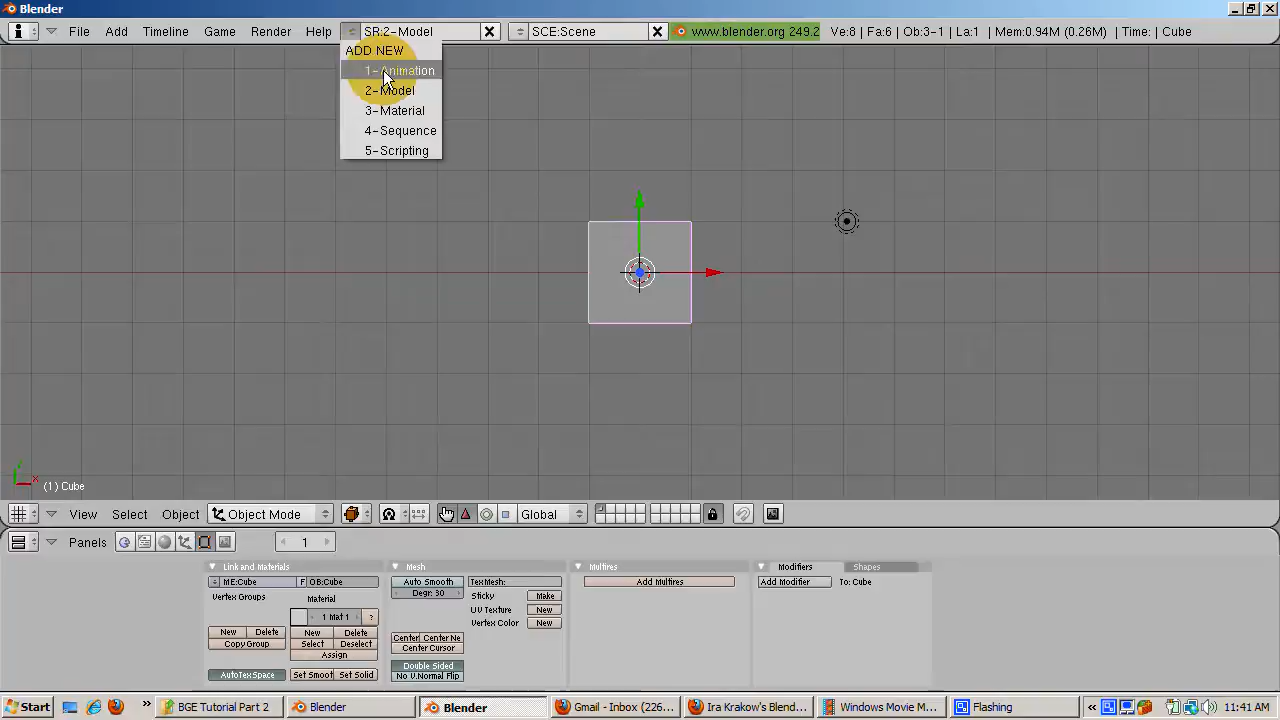 Blender
File Add Timeline Game Render Help SR:2-Model SCE:Scene www.blender.org 249.2 Ve:8 | Fa:6 | Ob:3-1 | La:1 | Mem:0.94M (0.26M) | Time: | Cube
ADD NEW
1-Animation
2-Model
3-Material
4-Sequence
5-Scripting
(1) Cube
View Select Object Object Mode Global
Panels 1
Link and Materials Mesh Multires Modifiers Shapes
ME:Cube F OB:Cube Auto Smooth TexMesh: Add Multires Add Modifier To: Cube
Vertex Groups Degr: 30 Sticky Make
Material UV Texture New
1 Mat 1 ? Vertex Color New
New Delete New Delete
Copy Group Select Deselect Center Center Ne
Assign Center Cursor
Double Sided
AutoTexSpace Set Smoot Set Solid No V.Normal Flip
Start BGE Tutorial Part 2 Blender Blender Gmail - Inbox (226... Ira Krakow's Blend... Windows Movie M... Flashing 11:41 AM